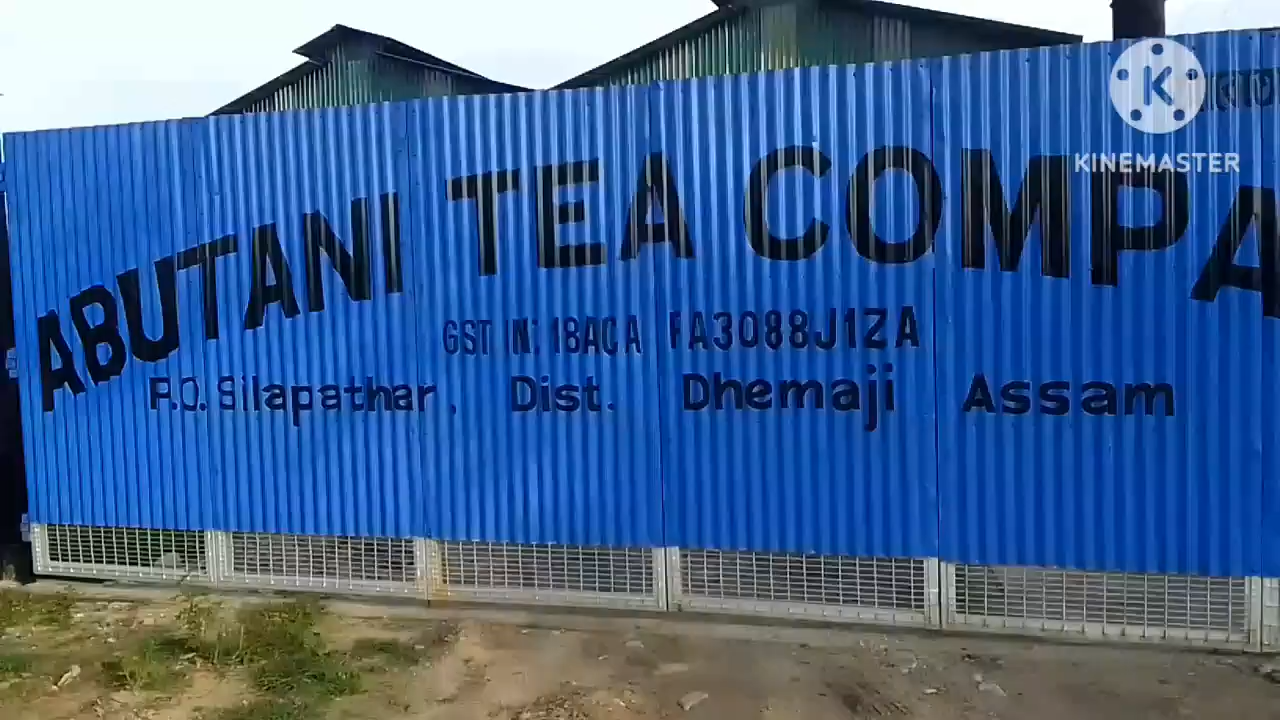 ABUTANI TEA COMPA
GST IN: 18ACA FA3088J1ZA
P.O. Silapathar, Dist. Dhemaji Assam
K
KINEMASTER